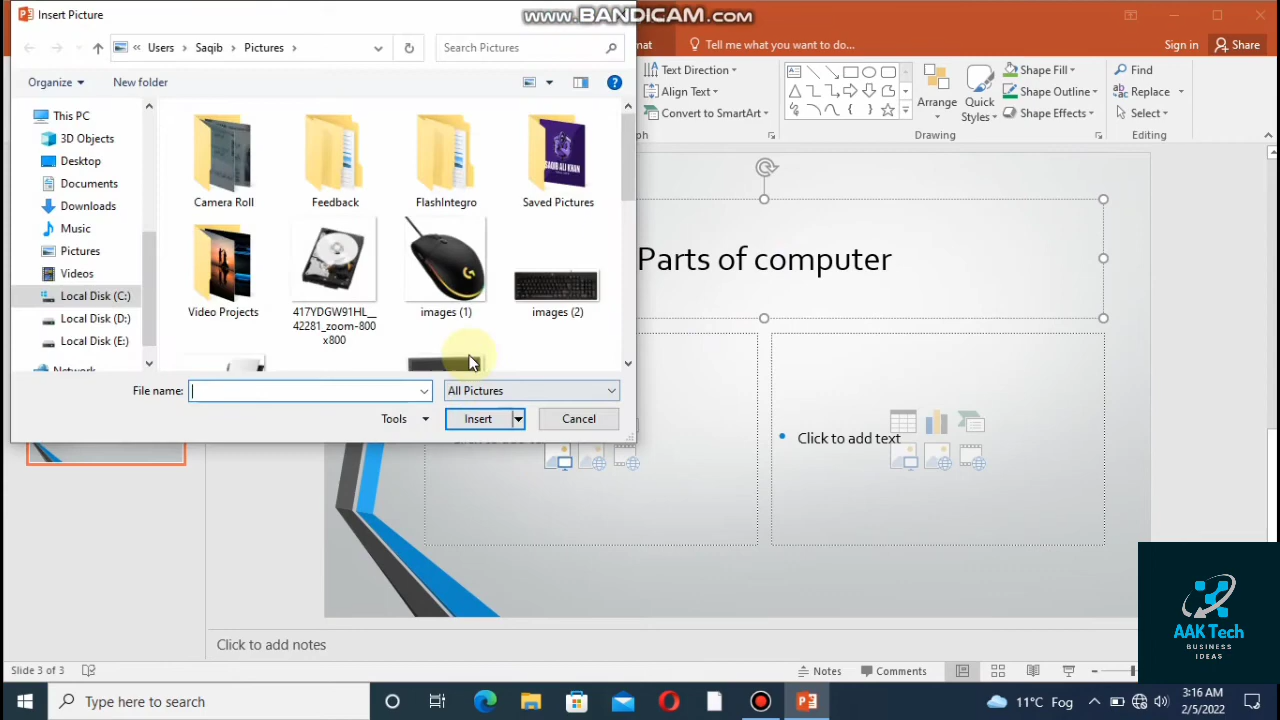 Insert Picture
www.BANDICAM.com
Users
Saqib
Pictures
Search Pictures
Tell me what you want to do...
Sign in
Share
Organize
New folder
Text Direction
Align Text
Convert to SmartArt
Arrange
Quick
Styles
Shape Fill
Shape Outline
Shape Effects
Find
Replace
Select
Drawing
Editing
This PC
3D Objects
Desktop
Documents
Downloads
Music
Pictures
Videos
Local Disk (C:)
Local Disk (D:)
Local Disk (E:)
Network
SAQIB ALI KHAN
Camera Roll
Feedback
FlashIntegro
Saved Pictures
Video Projects
417YDGW91HL__
42281_zoom-800
x800
images (1)
images (2)
File name:
All Pictures
Tools
Insert
Cancel
Parts of computer
Click to add text
Click to add notes
AAK Tech
BUSINESS
IDEAS
Slide 3 of 3
Notes
Comments
Type here to search
11°C Fog
3:16 AM
2/5/2022